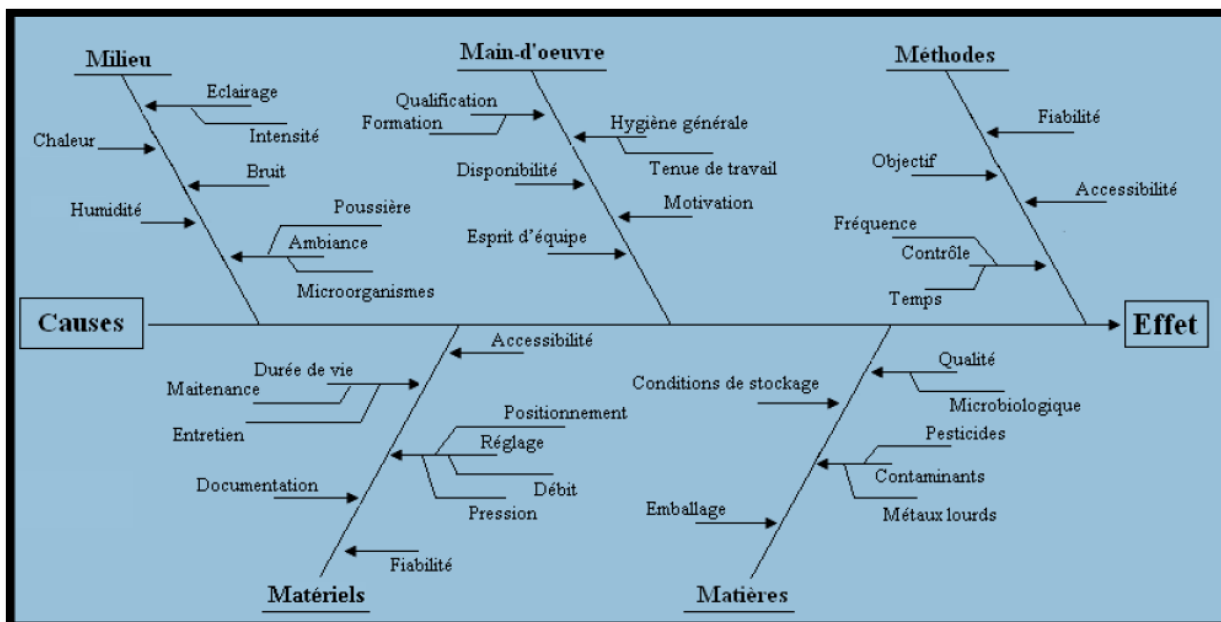 Milieu
Main-d'oeuvre
Méthodes
Eclairage
Intensité
Chaleur
Bruit
Humidité
Poussière
Ambiance
Microorganismes
Qualification
Formation
Hygiène générale
Tenue de travail
Disponibilité
Motivation
Esprit d'équipe
Fiabilité
Objectif
Accessibilité
Fréquence
Contrôle
Temps
Causes
Effet
Accessibilité
Durée de vie
Maitenance
Entretien
Positionnement
Réglage
Débit
Pression
Documentation
Fiabilité
Matériels
Qualité
Microbiologique
Conditions de stockage
Pesticides
Contaminants
Métaux lourds
Emballage
Matières